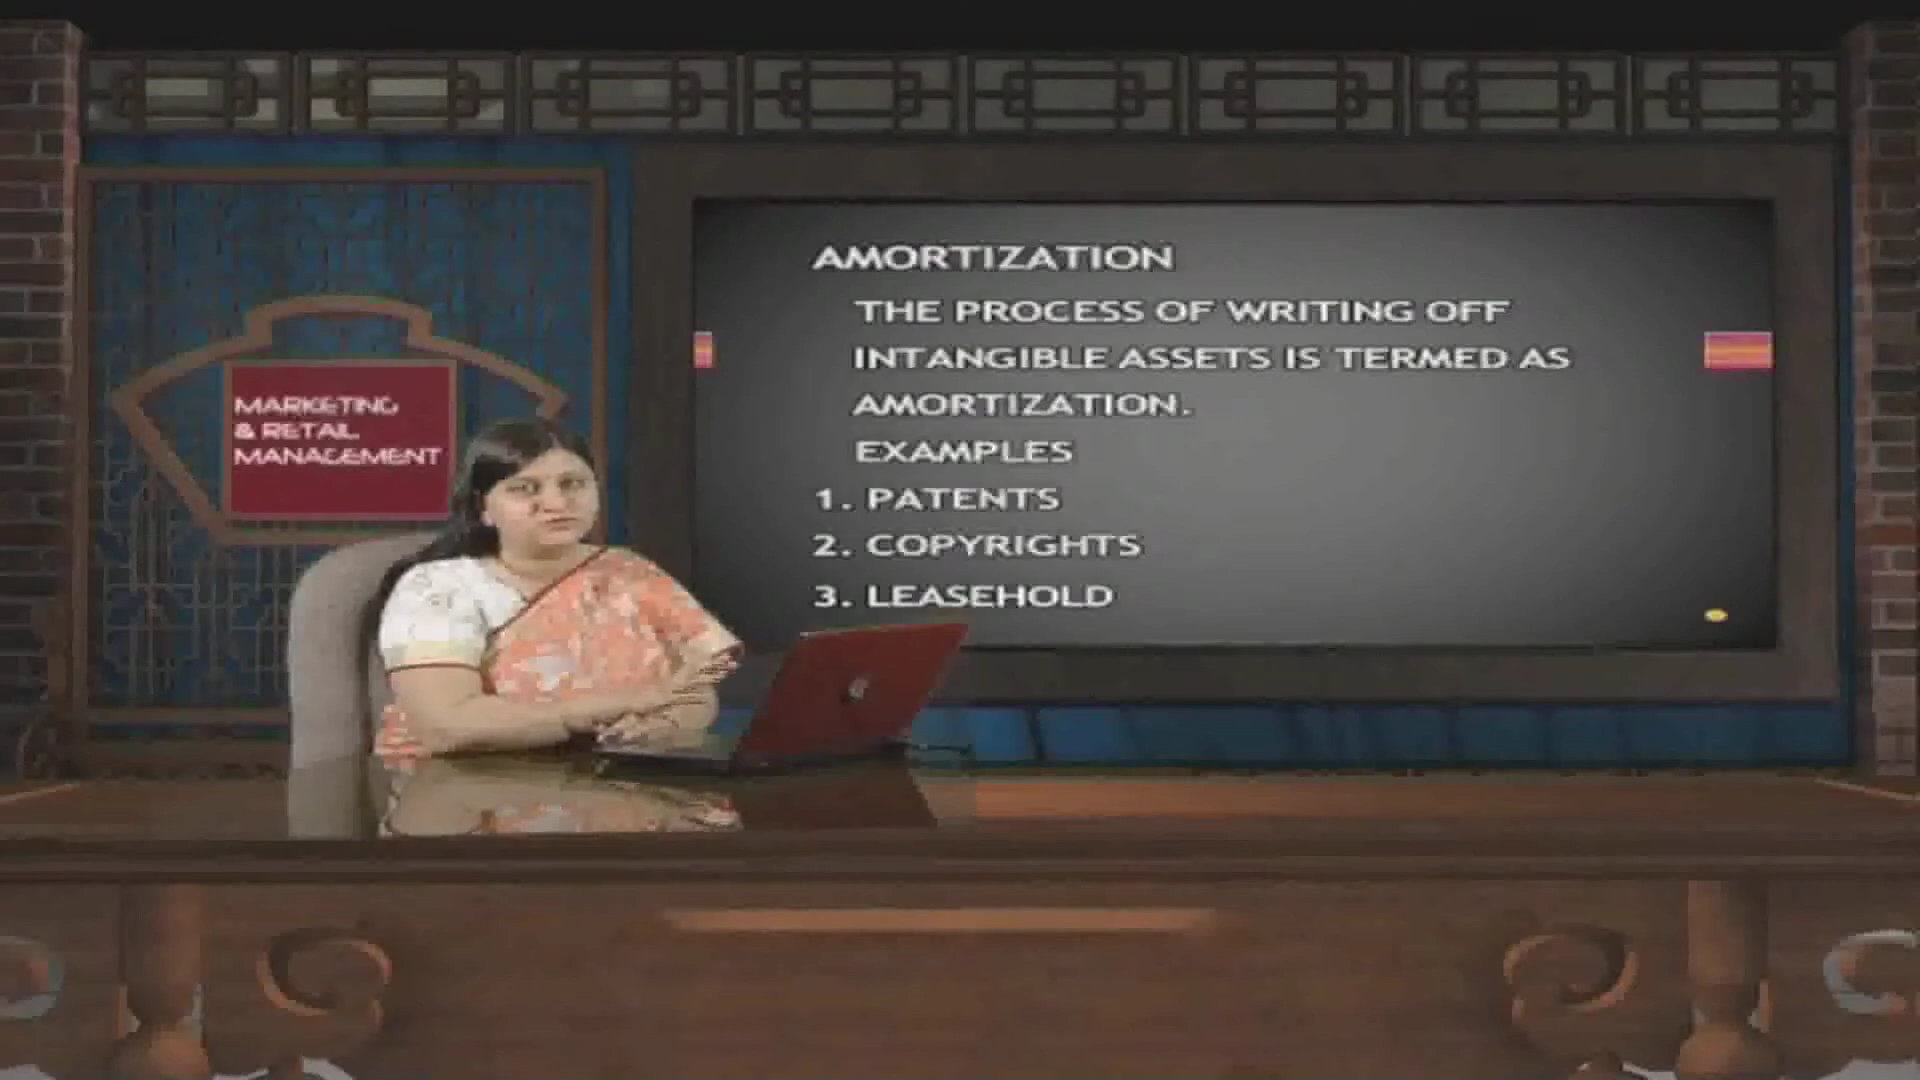 MARKETING
& RETAIL
MANAGEMENT
AMORTIZATION
THE PROCESS OF WRITING OFF
INTANGIBLE ASSETS IS TERMED AS
AMORTIZATION.
EXAMPLES
1. PATENTS
2. COPYRIGHTS
3. LEASEHOLD